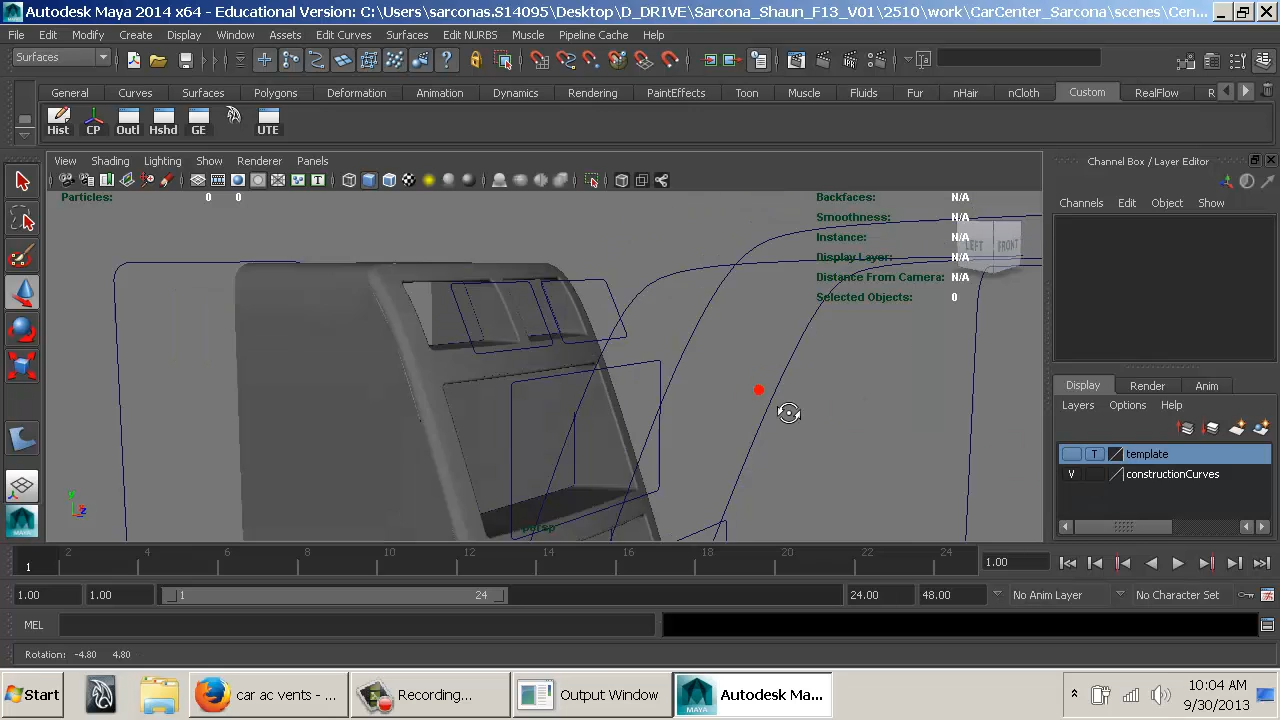 Autodesk Maya 2014 x64 - Educational Version: C:\Users\sarconas.S14095\Desktop\D_DRIVE\Sarcona_Shaun_F13_V01\2510\work\CarCenter_Sarcona\scenes\Cen...
File Edit Modify Create Display Window Assets Edit Curves Surfaces Edit NURBS Muscle Pipeline Cache Help
Surfaces
General Curves Surfaces Polygons Deformation Animation Dynamics Rendering PaintEffects Toon Muscle Fluids Fur nHair nCloth Custom RealFlow R
Hist CP Outl Hshd GE UTE
View Shading Lighting Show Renderer Panels
Channel Box / Layer Editor
Channels Edit Object Show
Particles: 0 0
Backfaces: N/A
Smoothness: N/A
Instance: N/A
Display Layer: N/A
Distance From Camera: N/A
Selected Objects: 0
LEFT FRONT
persp
y
z
Display Render Anim
Layers Options Help
T template
V constructionCurves
2 4 6 8 10 12 14 16 18 20 22 24
1
1.00
1.00 1.00 1 24 24.00 48.00 No Anim Layer No Character Set
MEL
Rotation: -4.80 4.80
Start car ac vents - ... Recording... Output Window Autodesk Ma...
10:04 AM
9/30/2013